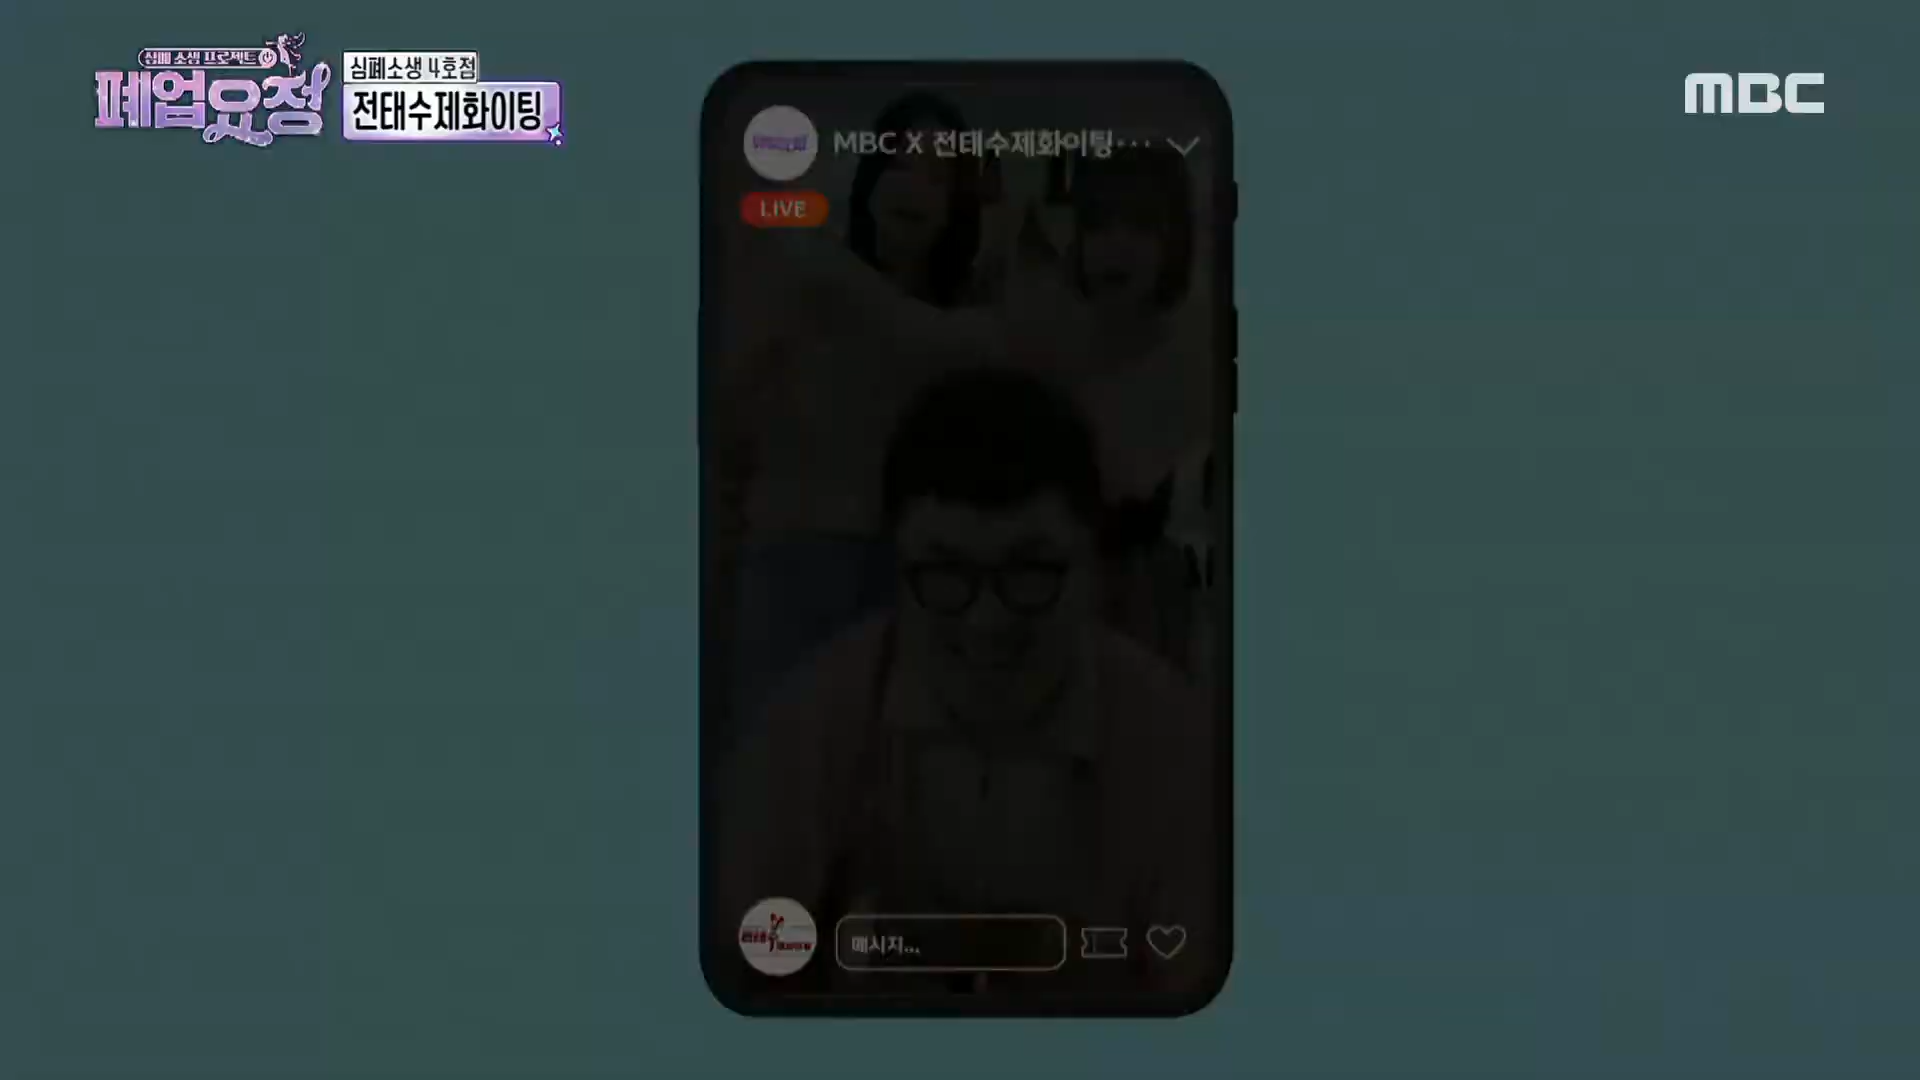 심폐 소생 프로젝트
폐업요정
심폐소생 4호점
전태수제화이팅
MBC
MBC X 전태수제화이팅···
LIVE
메시지...